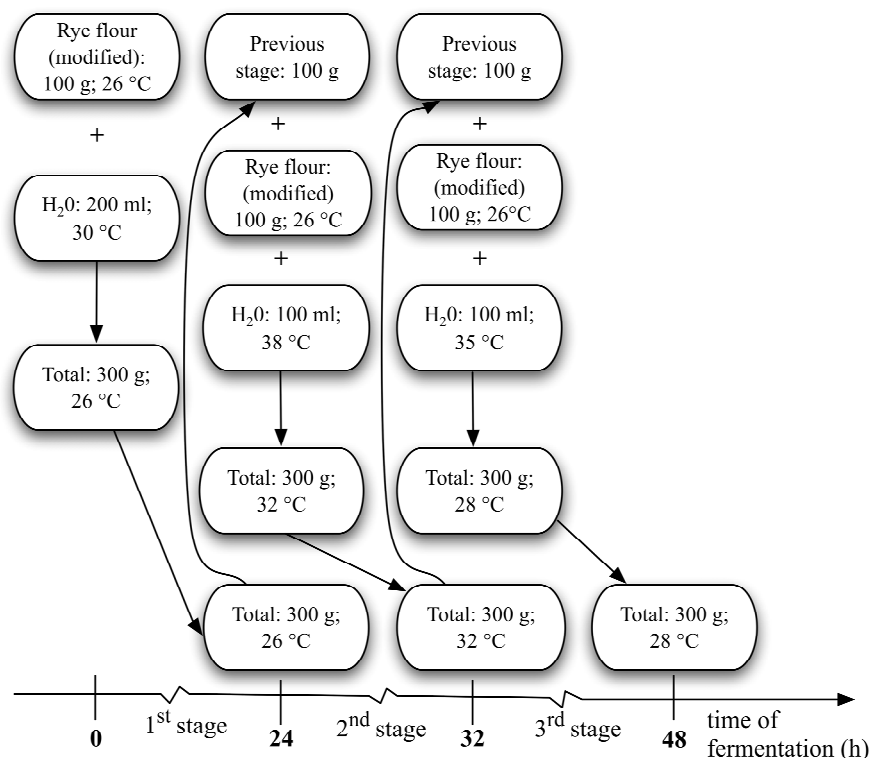 Rye flour
(modified):
100 g; 26 °C
+
H₂0: 200 ml;
30 °C
Total: 300 g;
26 °C
Previous
stage: 100 g
+
Rye flour:
(modified)
100 g; 26 °C
+
H₂0: 100 ml;
38 °C
Total: 300 g;
32 °C
Total: 300 g;
26 °C
Previous
stage: 100 g
+
Rye flour:
(modified)
100 g; 26°C
+
H₂0: 100 ml;
35 °C
Total: 300 g;
28 °C
Total: 300 g;
32 °C
Total: 300 g;
28 °C
0
1st stage
24
2nd stage
32
3rd stage
48
time of
fermentation (h)